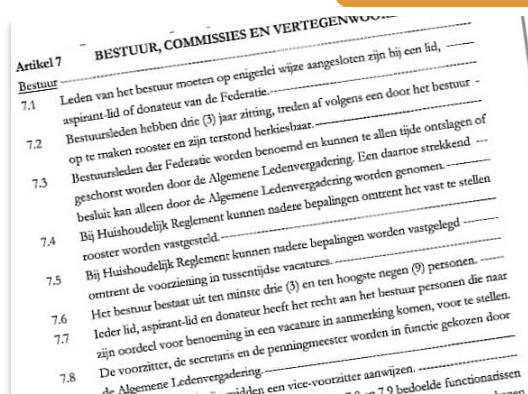 Artikel 7 BESTUUR, COMMISSIES EN
Bestuur
7.1 Leden van het bestuur moeten op enigerlei wijze aangesloten zijn bij een lid,
aspirant-lid of donateur van de Federatie.
7.2 Bestuursleden hebben drie (3) jaar zitting, treden af volgens een door het bestuur
op te maken rooster en zijn terstond herkiesbaar.
7.3 Bestuursleden der Federatie worden benoemd en kunnen te allen tijde ontslagen of
geschorst worden door de Algemene Ledenvergadering. Een daartoe strekkend
besluit kan alleen door de Algemene Ledenvergadering worden genomen.
7.4 Bij Huishoudelijk Reglement kunnen nadere bepalingen omtrent het vast te stellen
rooster worden vastgesteld.
7.5 Bij Huishoudelijk Reglement kunnen nadere bepalingen worden vastgelegd
omtrent de voorziening in tussentijdse vacatures.
7.6 Het bestuur bestaat uit ten minste drie (3) en ten hoogste negen (9) personen.
7.7 Ieder lid, aspirant-lid en donateur heeft het recht aan het bestuur personen die naar
zijn oordeel voor benoeming in een vacature in aanmerking komen, voor te stellen.
7.8 De voorzitter, de secretaris en de penningmeester worden in functie gekozen door
de Algemene Ledenvergadering.
midden een vice-voorzitter aanwijzen.
7.9 bedoelde functionarissen